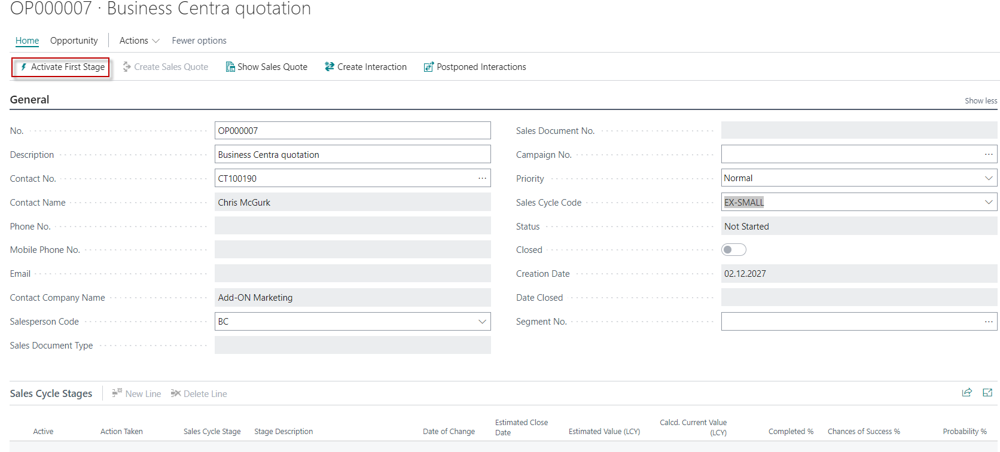 OP000007 · Business Centra quotation
Home Opportunity Actions Fewer options
Activate First Stage Create Sales Quote Show Sales Quote Create Interaction Postponed Interactions
General Show less
No. OP000007 Sales Document No.
Description Business Centra quotation Campaign No. ...
Contact No. CT100190 ... Priority Normal
Contact Name Chris McGurk Sales Cycle Code EX-SMALL
Phone No. Status Not Started
Mobile Phone No. Closed
Email Creation Date 02.12.2027
Contact Company Name Add-ON Marketing Date Closed
Salesperson Code BC Segment No. ...
Sales Document Type
Sales Cycle Stages New Line Delete Line
Active Action Taken Sales Cycle Stage Stage Description Date of Change Estimated Close Date Estimated Value (LCY) Calcd. Current Value (LCY) Completed % Chances of Success % Probability %